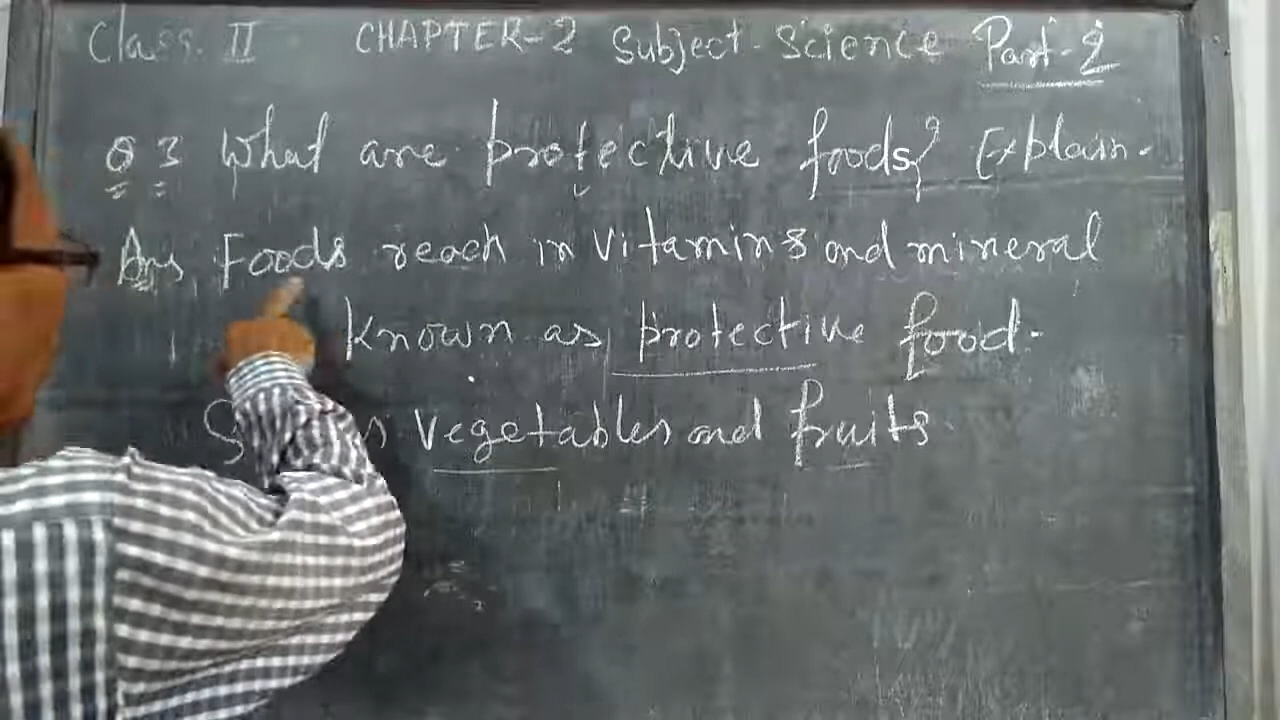 Class. II CHAPTER-2 Subject-Science Part-2
Q 3 What are protective foods? Explain.
Ans Foods reach in vitamins and mineral
known as protective food.
vegetables and fruits.